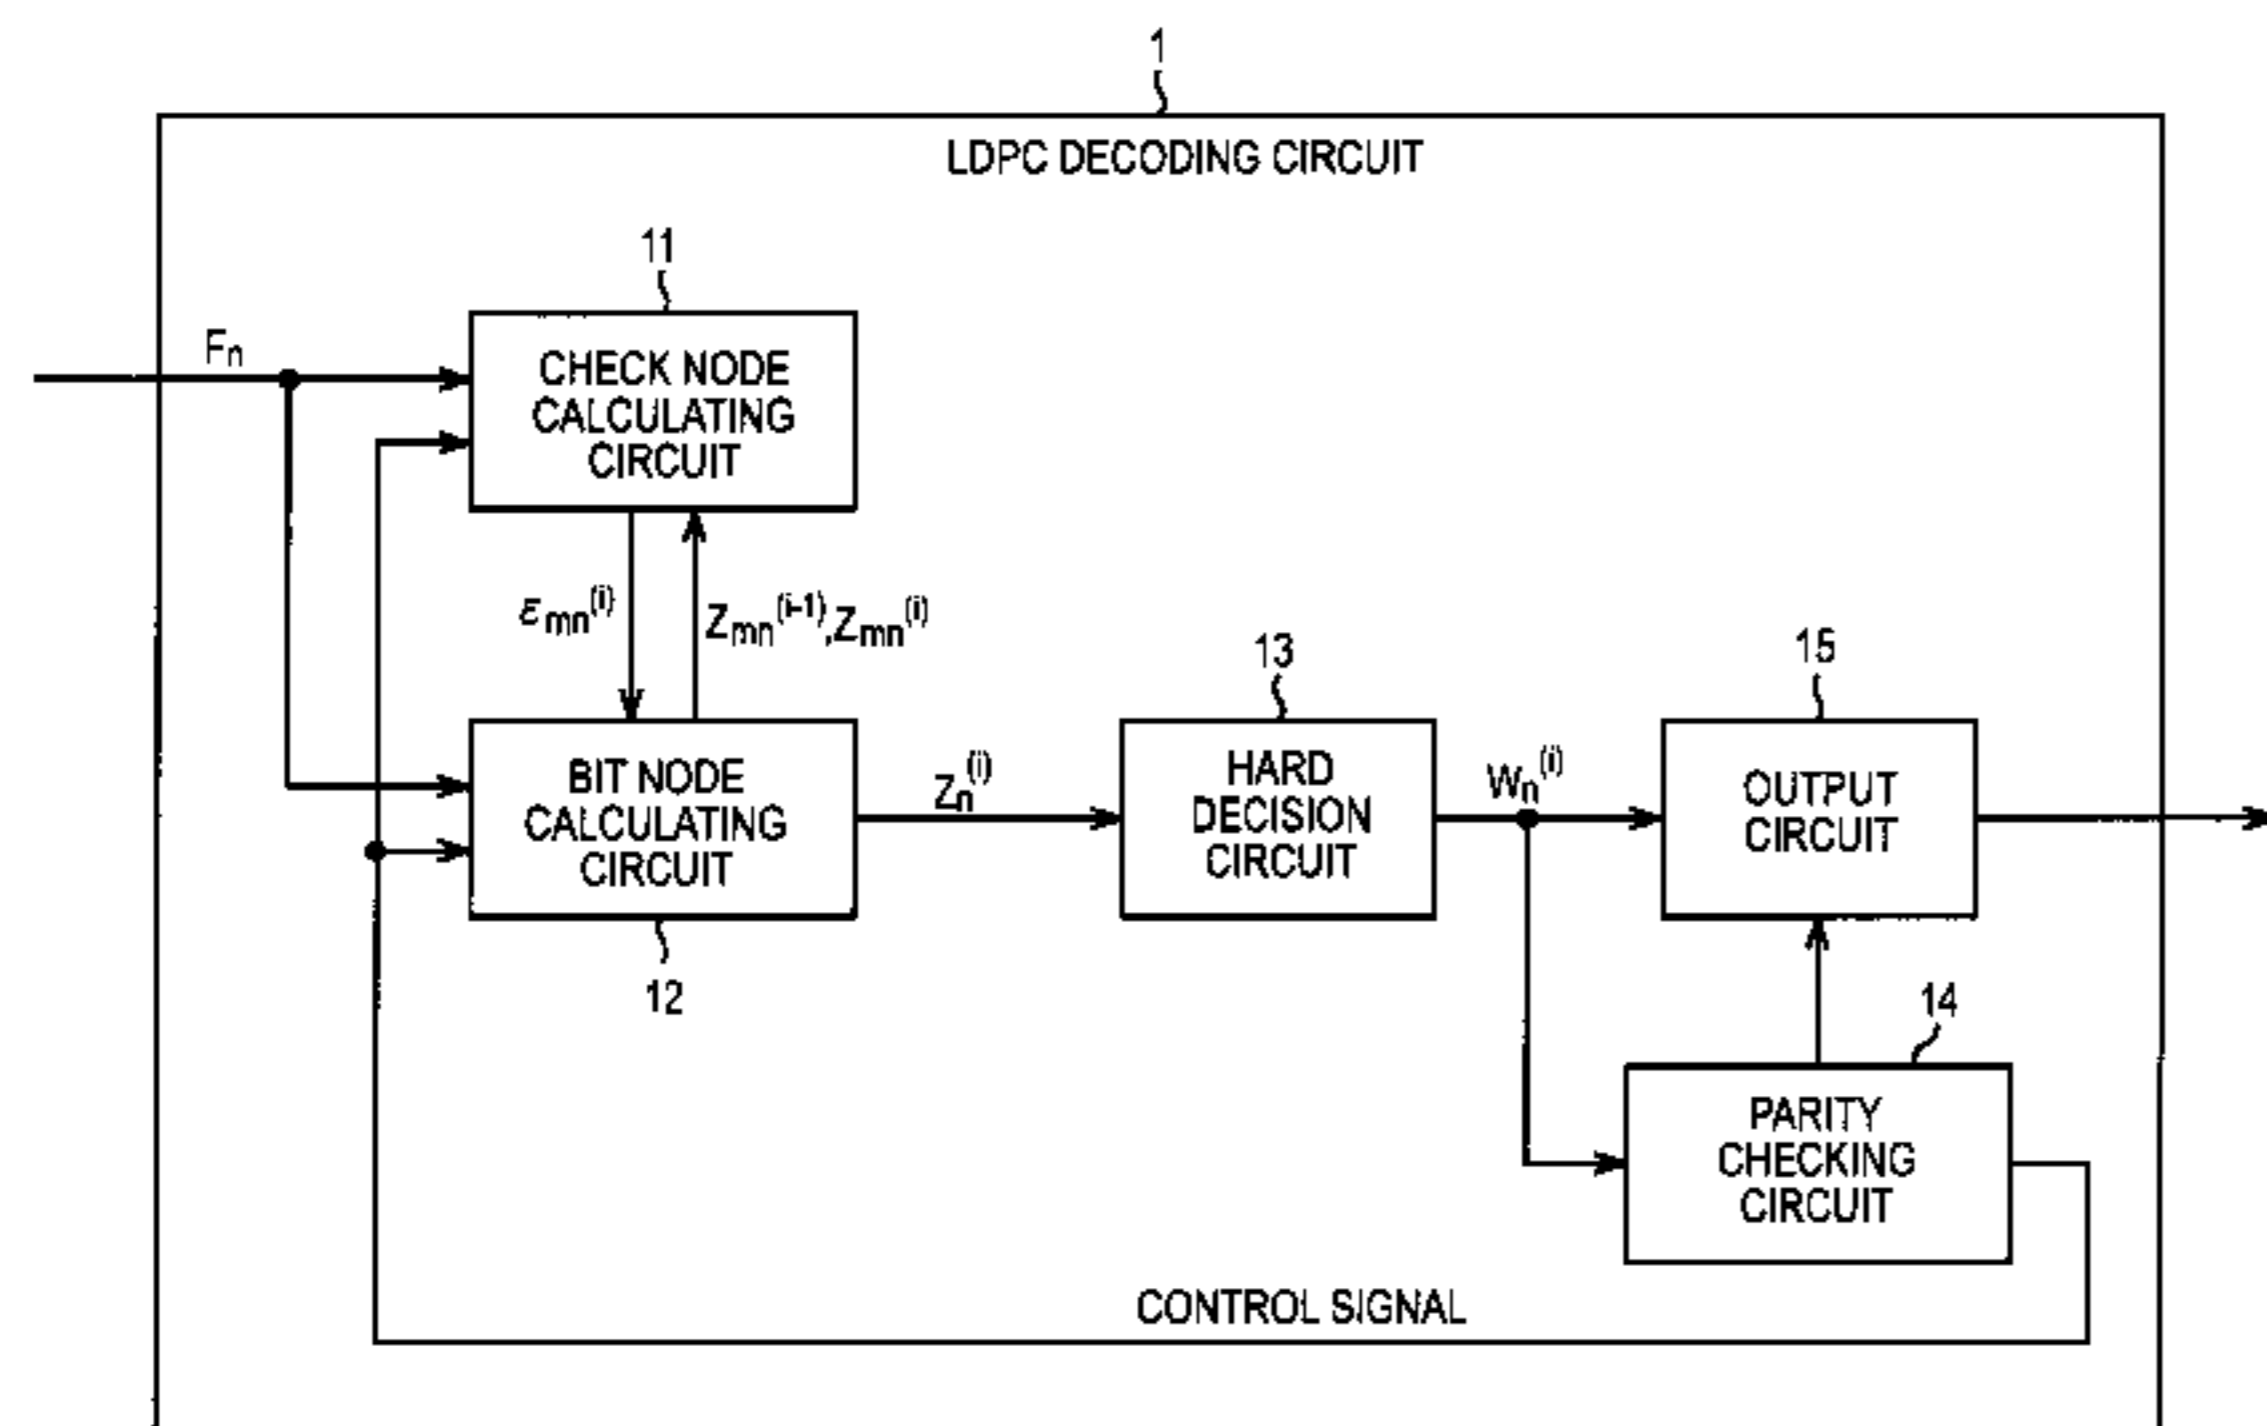 1
LDPC DECODING CIRCUIT
11
Fn
CHECK NODE
CALCULATING
CIRCUIT
εmn(i)
Zmn(i-1),Zmn(i)
13
15
BIT NODE
CALCULATING
CIRCUIT
Zn(i)
HARD
DECISION
CIRCUIT
Wn(i)
OUTPUT
CIRCUIT
12
14
PARITY
CHECKING
CIRCUIT
CONTROL SIGNAL